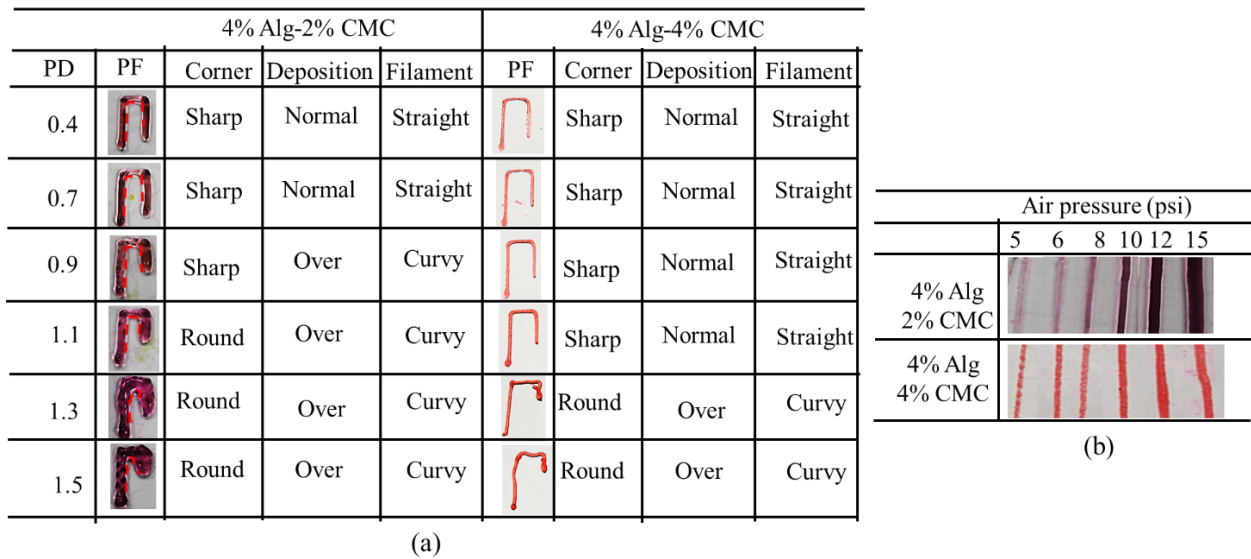 4% Alg-2% CMC 4% Alg-4% CMC
PD PF Corner Deposition Filament PF Corner Deposition Filament
0.4 Sharp Normal Straight Sharp Normal Straight
0.7 Sharp Normal Straight Sharp Normal Straight
0.9 Sharp Over Curvy Sharp Normal Straight
1.1 Round Over Curvy Sharp Normal Straight
1.3 Round Over Curvy Round Over Curvy
1.5 Round Over Curvy Round Over Curvy
(a)
Air pressure (psi)
5 6 8 10 12 15
4% Alg
2% CMC
4% Alg
4% CMC
(b)